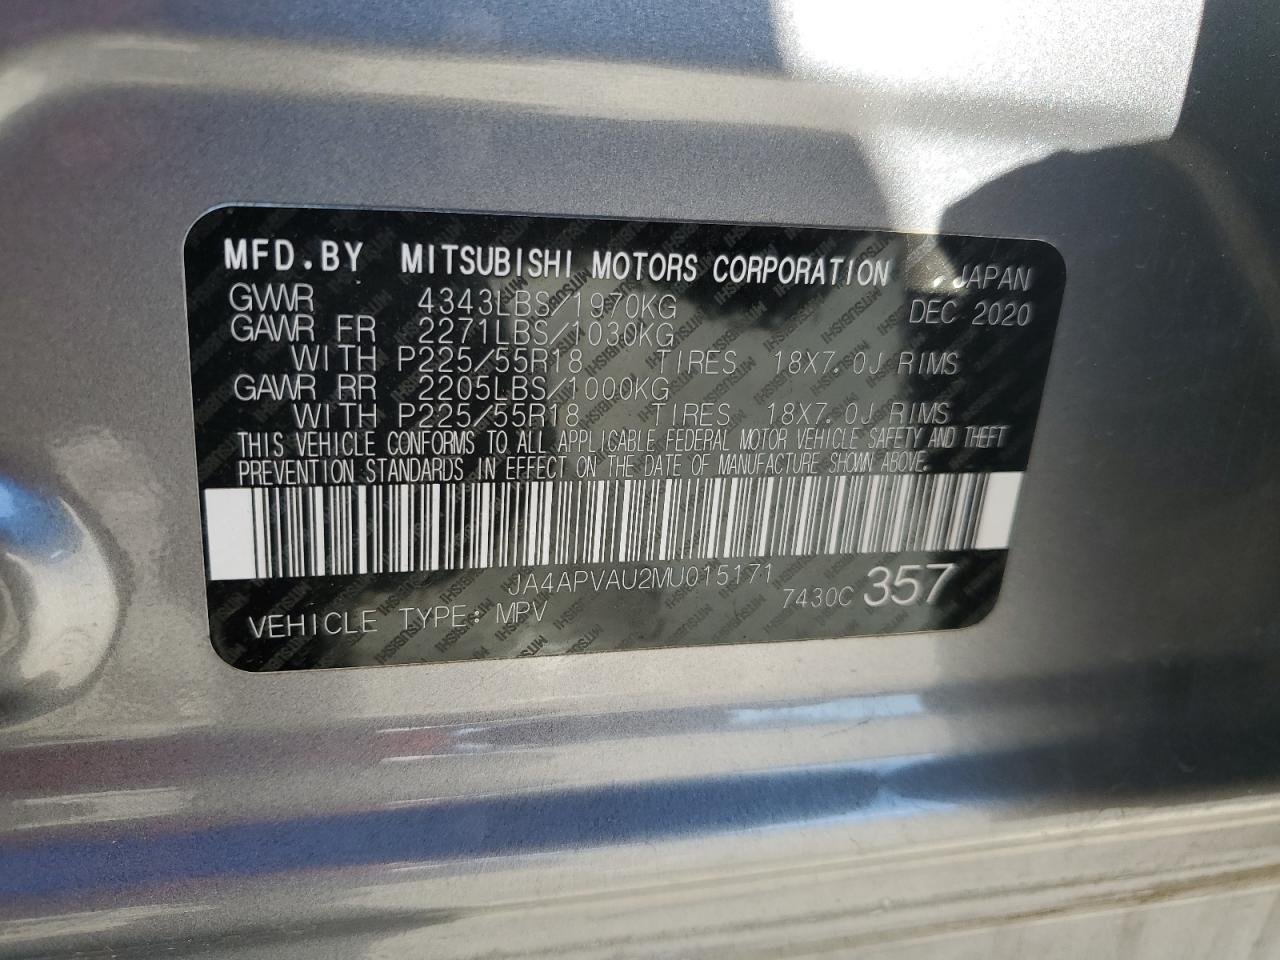 MFD.BY MITSUBISHI MOTORS CORPORATION , JAPAN
GVWR 4343LBS/1970KG DEC 2020
GAWR FR 2271LBS/1030KG
WITH P225/55R18 TIRES 18X7.0J RIMS
GAWR RR 2205LBS/1000KG
WITH P225/55R18 TIRES 18X7.0J RIMS
THIS VEHICLE CONFORMS TO ALL APPLICABLE FEDERAL MOTOR VEHICLE SAFETY AND THEFT
PREVENTION STANDARDS IN EFFECT ON THE DATE OF MANUFACTURE SHOWN ABOVE.
JA4APVAU2MU015171
VEHICLE TYPE: MPV 7430C 357